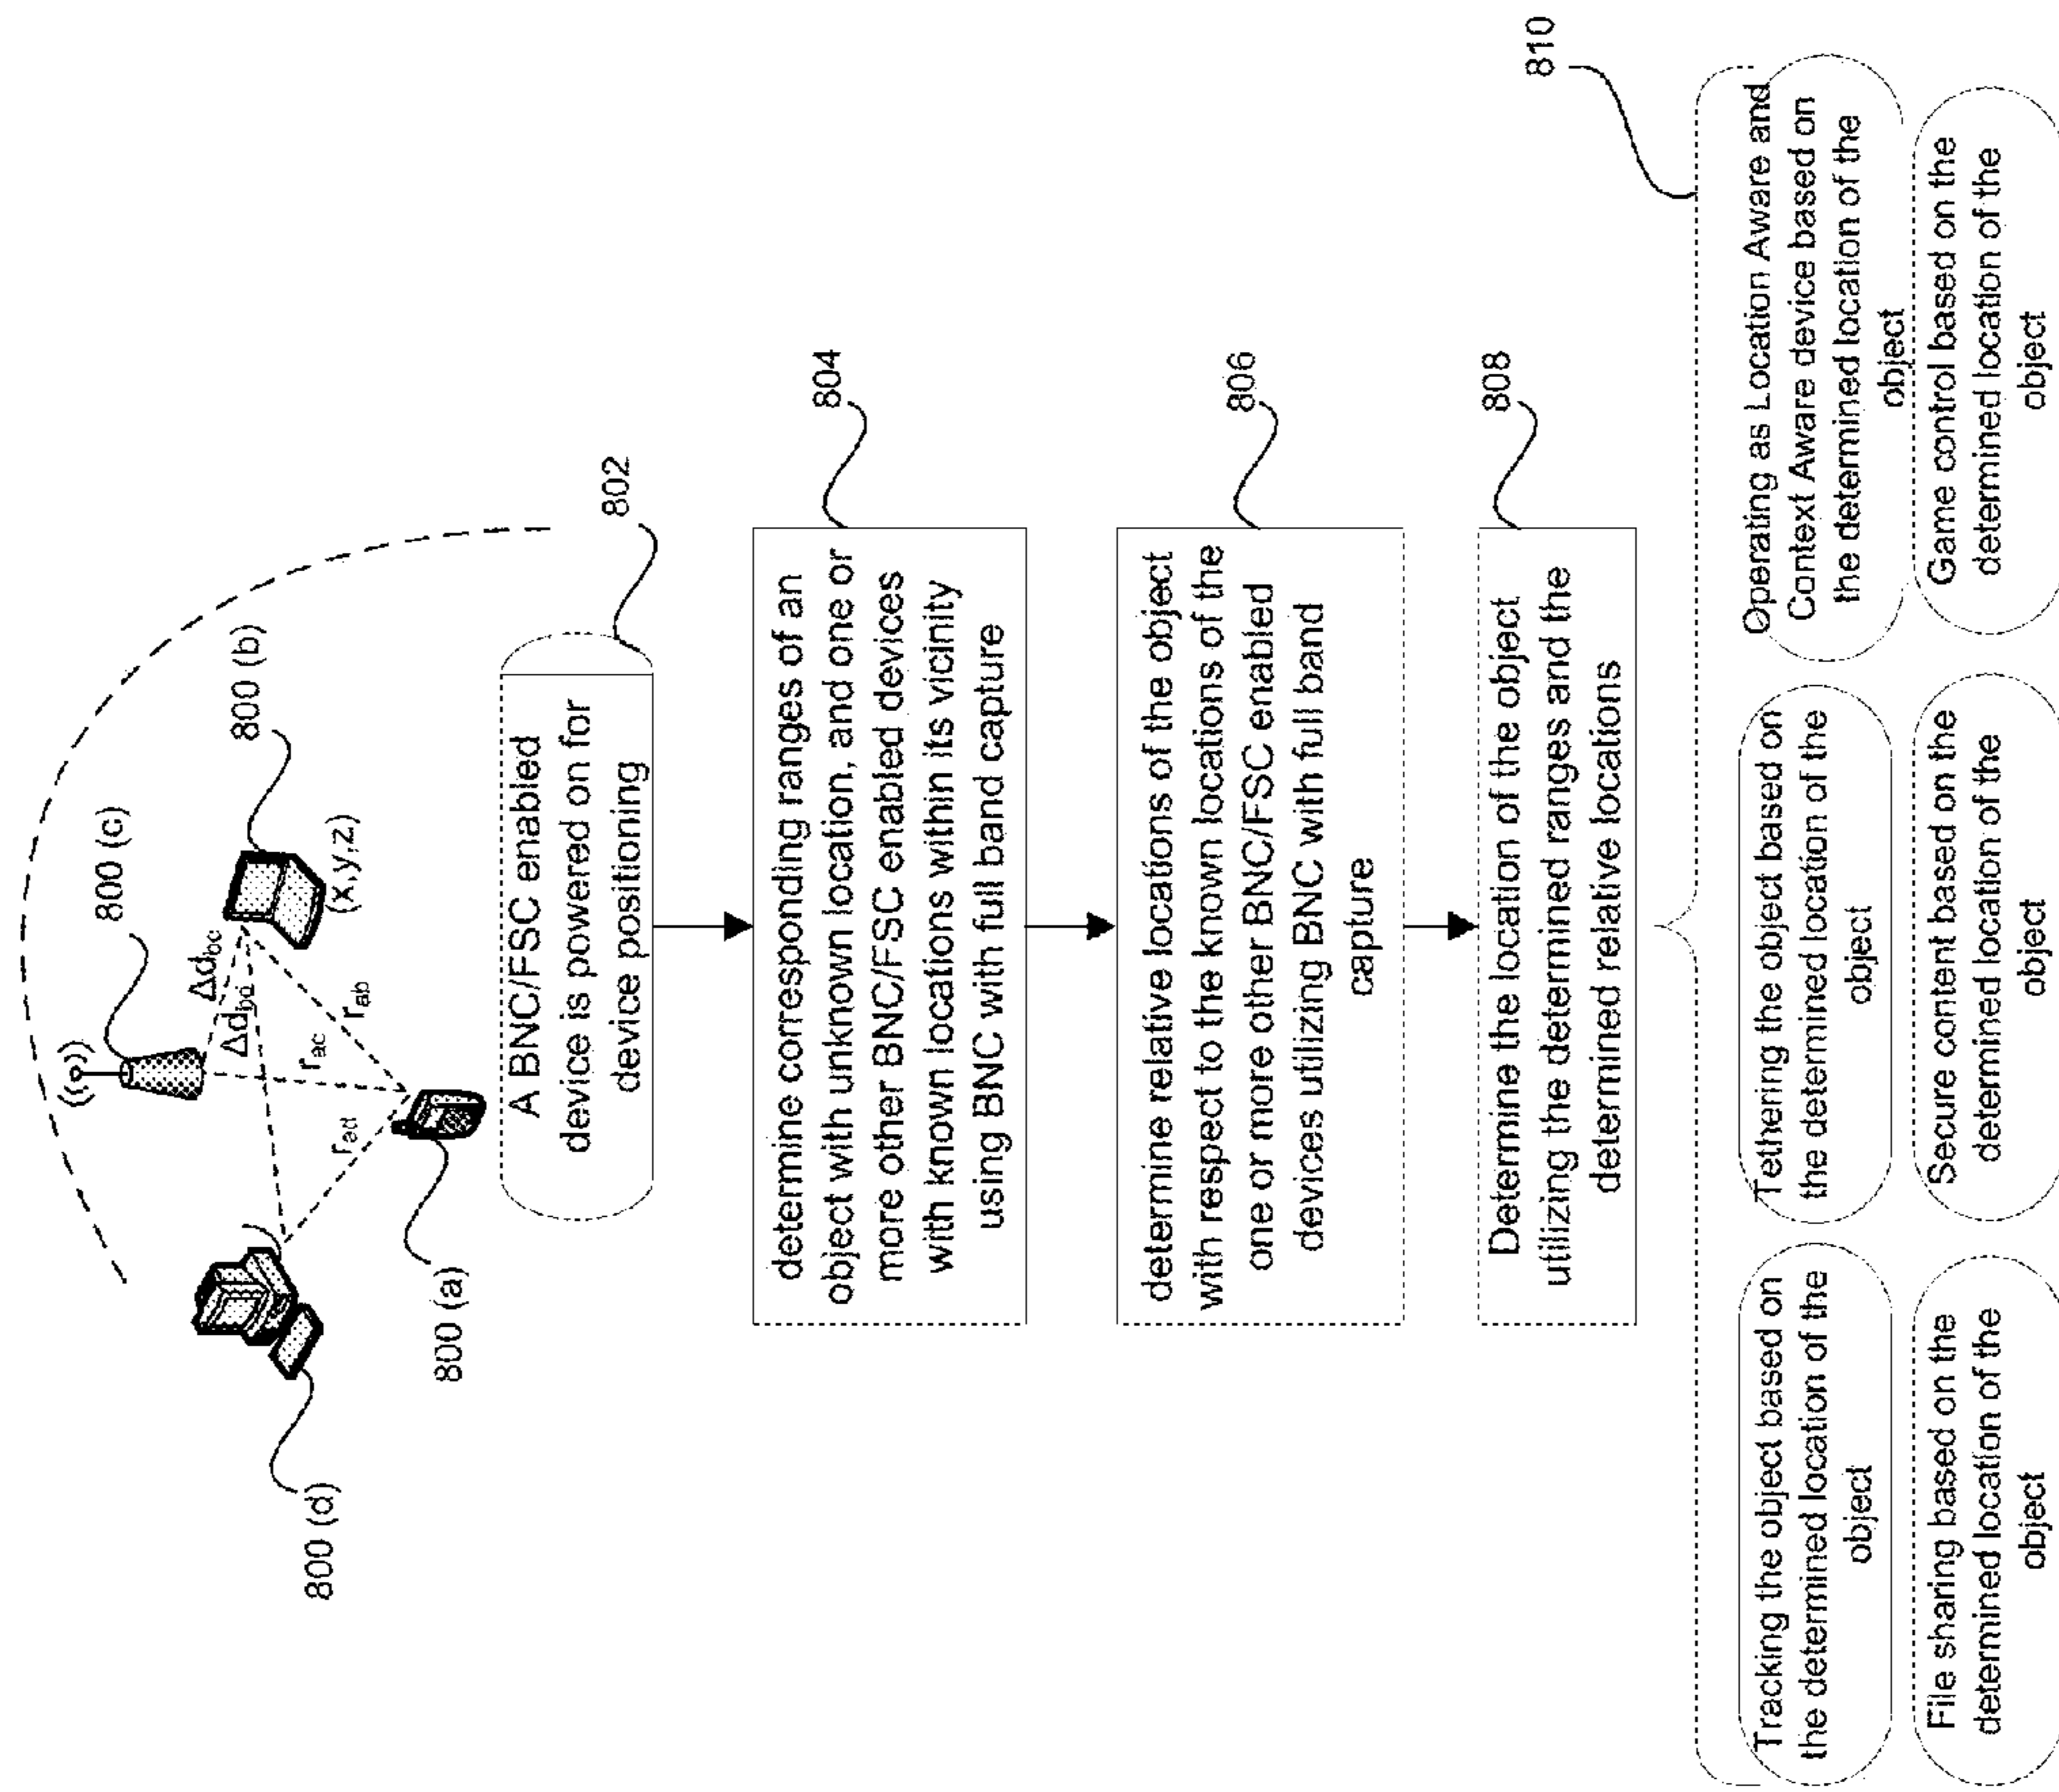 800 (c)
800 (b)
800 (d)
800 (a)
Δd_bc
Δd_bd
(x,y,z)
r_ac
r_ab
r_ad
802
A BNC/FSC enabled
device is powered on for
device positioning
804
determine corresponding ranges of an
object with unknown location, and one or
more other BNC/FSC enabled devices
with known locations within its vicinity
using BNC with full band capture
806
determine relative locations of the object
with respect to the known locations of the
one or more other BNC/FSC enabled
devices utilizing BNC with full band
capture
808
Determine the location of the object
utilizing the determined ranges and the
determined relative locations
810
Tracking the object based on
the determined location of the
object
Tethering the object based on
the determined location of the
object
Operating as Location Aware and
Context Aware device based on
the determined location of the
object
File sharing based on the
determined location of the
object
Secure content based on the
determined location of the
object
Game control based on the
determined location of the
object